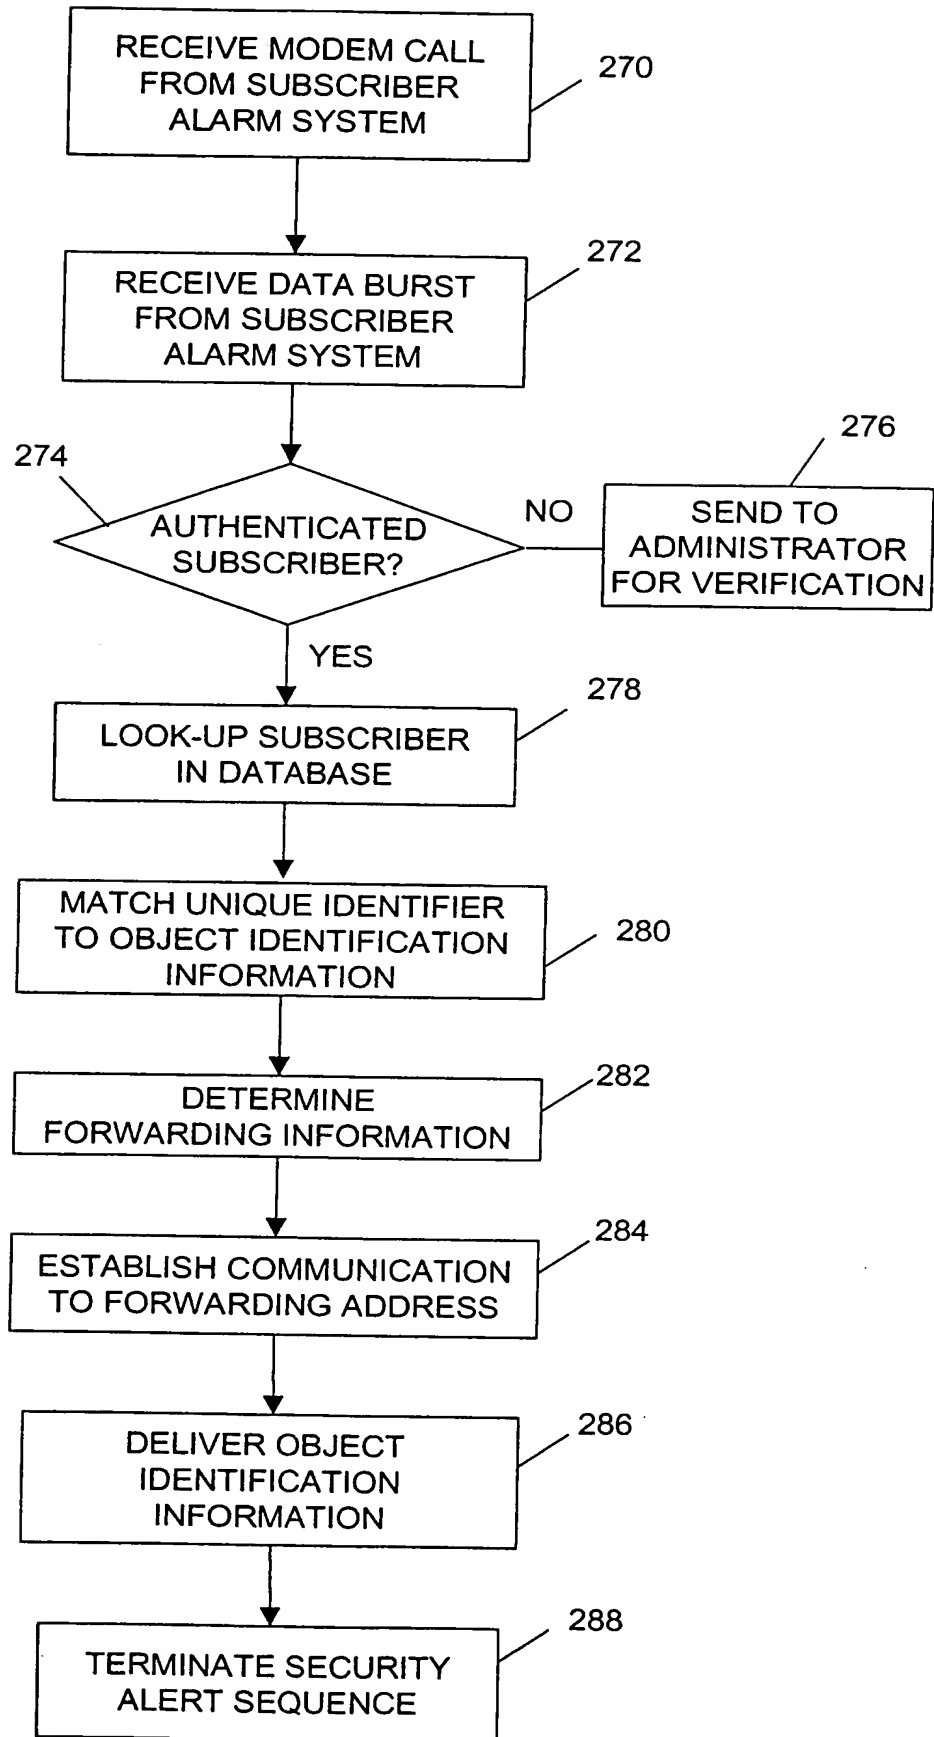 RECEIVE MODEM CALL
FROM SUBSCRIBER
ALARM SYSTEM
270
RECEIVE DATA BURST
FROM SUBSCRIBER
ALARM SYSTEM
272
274
AUTHENTICATED
SUBSCRIBER?
NO
276
SEND TO
ADMINISTRATOR
FOR VERIFICATION
YES
278
LOOK-UP SUBSCRIBER
IN DATABASE
MATCH UNIQUE IDENTIFIER
TO OBJECT IDENTIFICATION
INFORMATION
280
DETERMINE
FORWARDING INFORMATION
282
ESTABLISH COMMUNICATION
TO FORWARDING ADDRESS
284
DELIVER OBJECT
IDENTIFICATION
INFORMATION
286
TERMINATE SECURITY
ALERT SEQUENCE
288